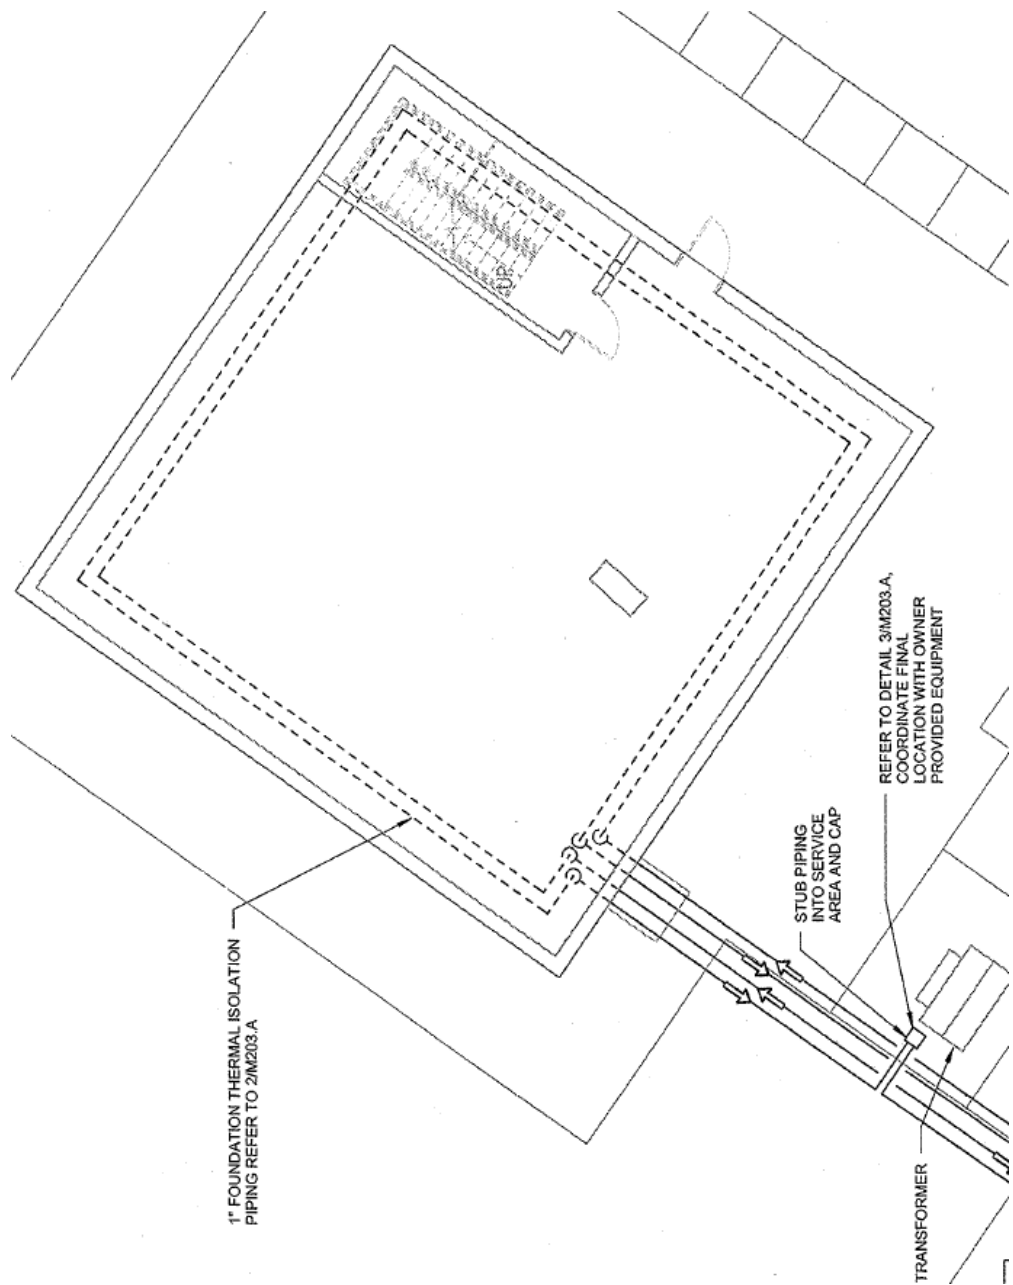 UP
1" FOUNDATION THERMAL ISOLATION
PIPING REFER TO 2/M203.A
STUB PIPING
INTO SERVICE
AREA AND CAP
REFER TO DETAIL 3/M203.A,
COORDINATE FINAL
LOCATION WITH OWNER
PROVIDED EQUIPMENT
TRANSFORMER